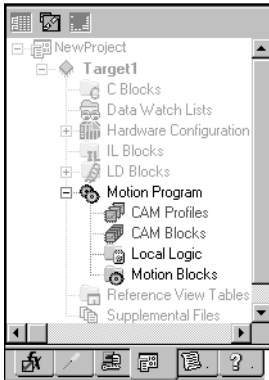 NewProject
Target1
C Blocks
Data Watch Lists
Hardware Configuration
IL Blocks
LD Blocks
Motion Program
CAM Profiles
CAM Blocks
Local Logic
Motion Blocks
Reference View Tables
Supplemental Files